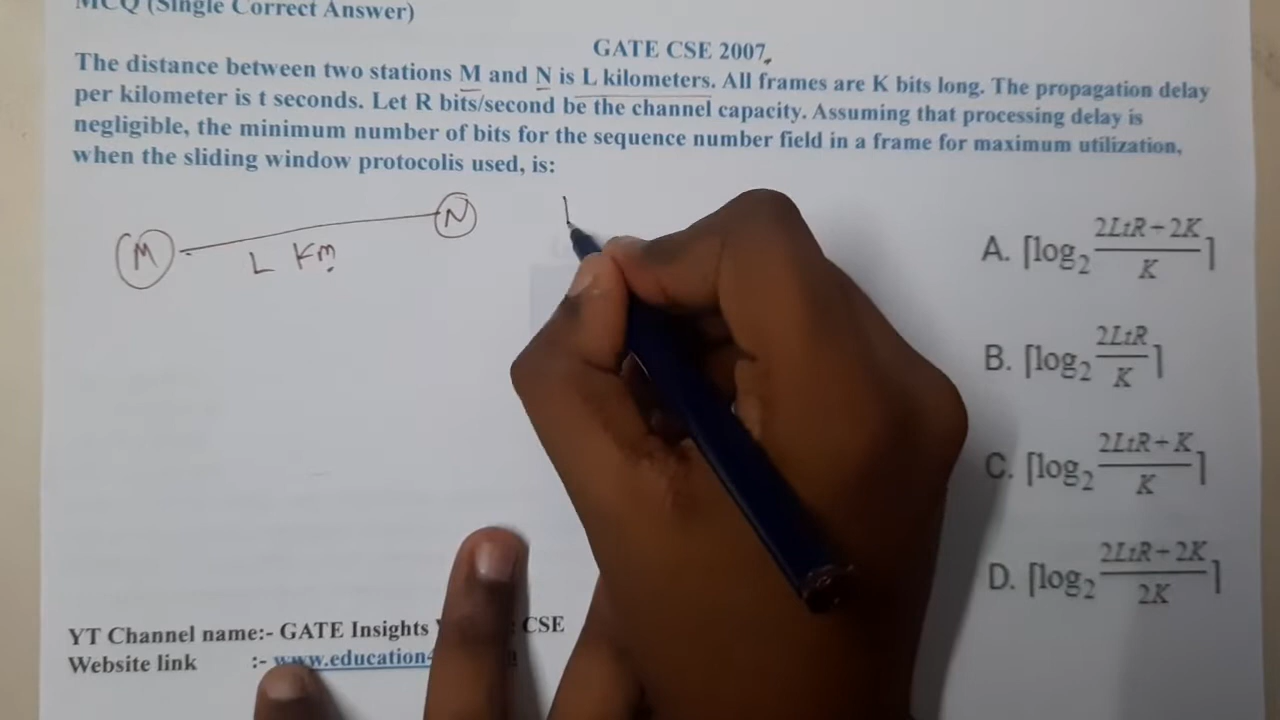 MCQ (Single Correct Answer)
GATE CSE 2007,
The distance between two stations M and N is L kilometers. All frames are K bits long. The propagation delay
per kilometer is t seconds. Let R bits/second be the channel capacity. Assuming that processing delay is
negligible, the minimum number of bits for the sequence number field in a frame for maximum utilization,
when the sliding window protocolis used, is:
M N
L Km
A. ⌈log₂ (2LtR+2K)/K⌉
B. ⌈log₂ 2LtR/K⌉
C. ⌈log₂ (2LtR+K)/K⌉
D. ⌈log₂ (2LtR+2K)/2K⌉
YT Channel name:- GATE Insights CSE
Website link :- www.education4